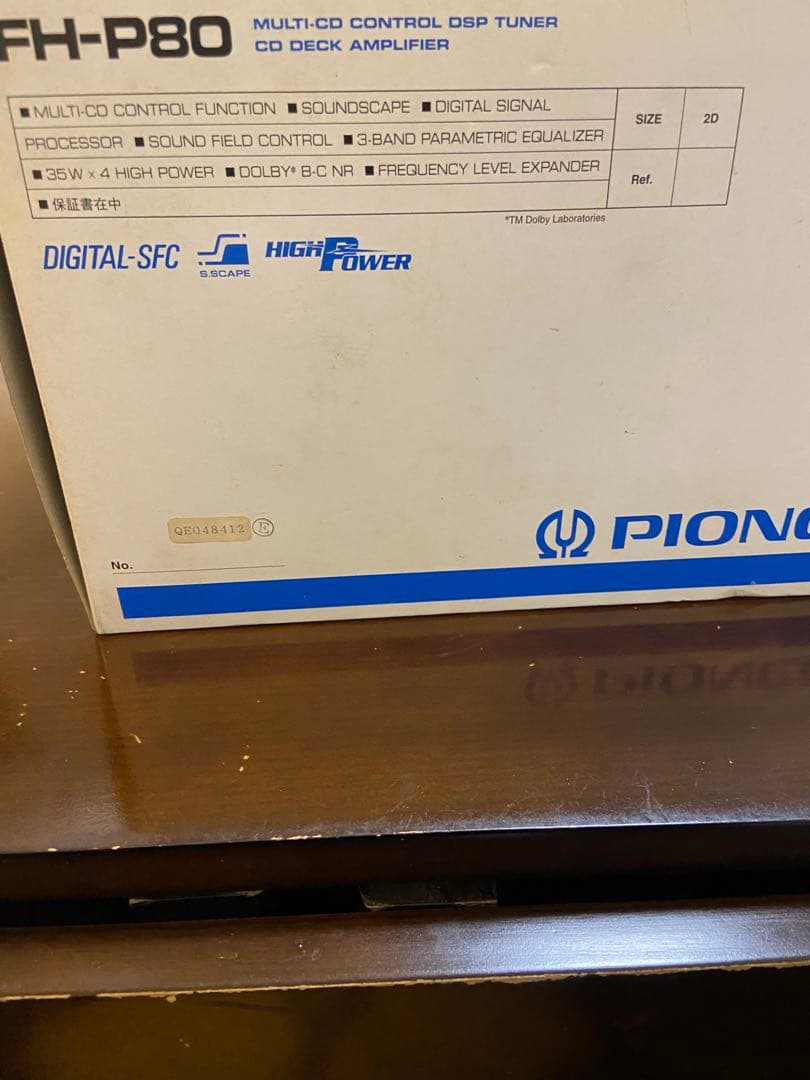 FH-P80
MULTI-CD CONTROL DSP TUNER
CD DECK AMPLIFIER
■ MULTI-CD CONTROL FUNCTION ■ SOUNDSCAPE ■ DIGITAL SIGNAL
PROCESSOR ■ SOUND FIELD CONTROL ■ 3-BAND PARAMETRIC EQUALIZER
■ 35W × 4 HIGH POWER ■ DOLBY* B-C NR ■ FREQUENCY LEVEL EXPANDER
■ 保証書在中
SIZE 2D
Ref.
*TM Dolby Laboratories
DIGITAL-SFC
S.SCAPE
HIGH POWER
QE048412 E
No.
PIONE